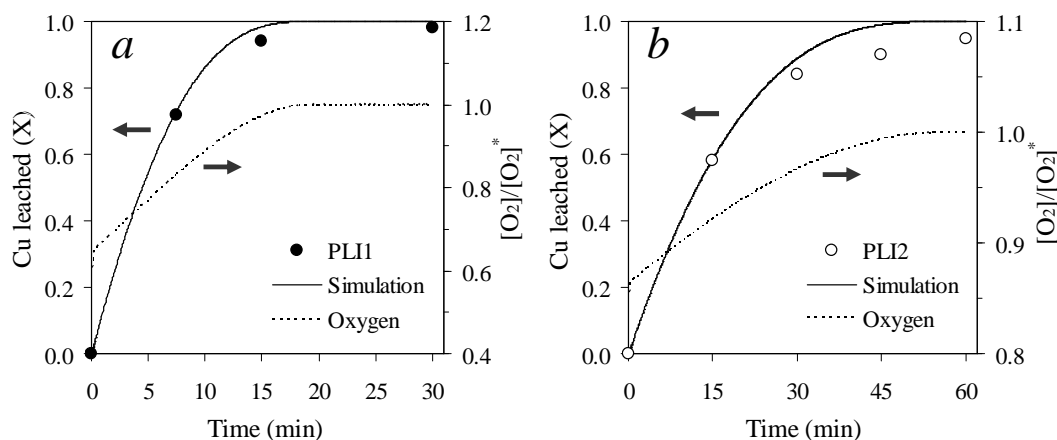 a
1.0
0.8
0.6
0.4
0.2
0.0
Cu leached (X)
1.2
1.0
0.8
0.6
0.4
[O2]/[O2]*
PLI1
Simulation
Oxygen
0 5 10 15 20 25 30
Time (min)
b
1.0
0.8
0.6
0.4
0.2
0.0
Cu leached (X)
1.1
1.0
0.9
0.8
[O2]/[O2]*
PLI2
Simulation
Oxygen
0 15 30 45 60
Time (min)